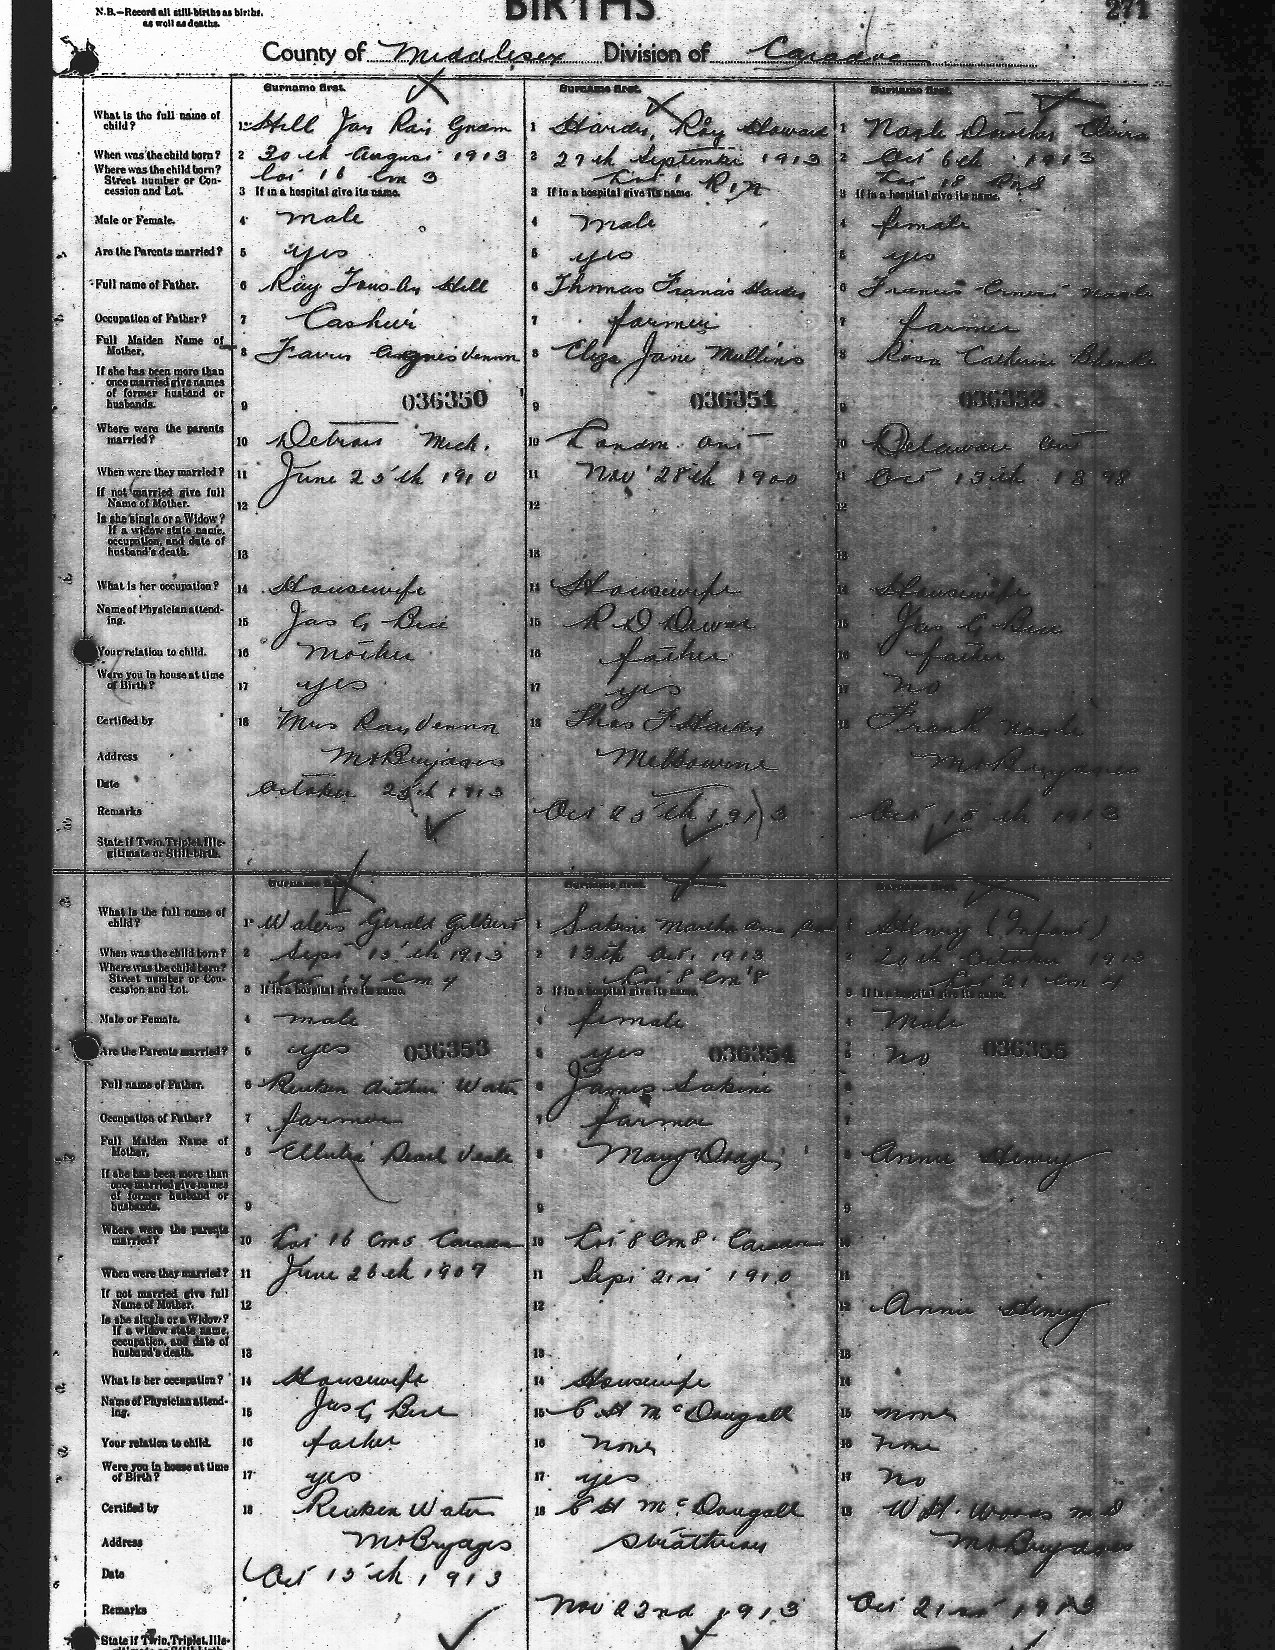 N.B.—Record all still-births as births,
as well as deaths.
BIRTHS
271
County of Middlesex Division of Caradoc
Surname first.
What is the full name of child?
1 Hill Jay Ray
When was the child born?
2 30th August 1913
Where was the child born? Street number or Concession and Lot.
Lot 16 Con 3
3 If in a hospital give its name.
Male or Female.
4 male
Are the Parents married?
5 yes
Full name of Father.
6 Ray Hill
Occupation of Father?
7 Cashier
Full Maiden Name of Mother.
8 Agnes
If she has been more than once married give names of former husband or husbands.
9
036350
Where were the parents married?
10 Detroit Mich.
When were they married?
11 June 25th 1910
If not married give full Name of Mother.
12
Is she single or a Widow? If a widow state name, occupation, and date of husband's death.
13
What is her occupation?
14 Housewife
Name of Physician attending.
15 Jas G Bice
Your relation to child.
16 Mother
Were you in house at time of Birth?
17 yes
Certified by
18 Mrs Ray
Address
Mt Brydges
Date
October 25th 1913
Remarks
State if Twin, Triplet, Illegitimate or Still-birth.
Surname first.
1 Hardy, Roy Howard
2 27th September 1913
Lot 1
3 If in a hospital give its name.
4 Male
5 yes
6 Thomas Francis Hardy
7 farmer
8 Eliza Jane Mullins
9
036351
10 London Ont
11 Nov 28th 1900
12
13
14 Housewife
15 R D Dewar
16 father
17 yes
18 Thos F Hardy
Melbourne
Oct 25th 1913
Surname first.
1 Nagle Dorothy Elvira
2 Oct 6th 1913
Lot 18
3 If in a hospital give its name.
4 female
5 yes
6 Francis Ernest Nagle
7 farmer
8 Rosa Catherine
9
036352
10 Delaware Ont
11 Oct 13th 1898
12
13
14 Housewife
15 Jas G Bice
16 father
17 no
18 Frank Nagle
Mt Brydges
Oct 15th 1913
Surname first.
What is the full name of child?
1 Waters Gerald Gilbert
When was the child born?
2 Sept 15th 1913
Where was the child born? Street number or Concession and Lot.
Lot 17 Con 4
3 If in a hospital give its name.
Male or Female.
4 male
Are the Parents married?
5 yes
036353
Full name of Father.
6 Reuben Arthur Waters
Occupation of Father?
7 farmer
Full Maiden Name of Mother.
8 Pearl Veale
If she has been more than once married give names of former husband or husbands.
9
Where were the parents married?
10 Lot 16 Con 5 Caradoc
When were they married?
11 June 26th 1907
If not married give full Name of Mother.
12
Is she single or a Widow? If a widow state name, occupation, and date of husband's death.
13
What is her occupation?
14 Housewife
Name of Physician attending.
15 Jas G Bice
Your relation to child.
16 father
Were you in house at time of Birth?
17 yes
Certified by
18 Reuben Waters
Address
Mt Brydges
Date
Oct 15th 1913
Remarks
State if Twin, Triplet, Illegitimate or Still-birth.
Surname first.
1 Sakine Martha Ann
2 13th Oct. 1913
Lot 8 Con 8
3 If in a hospital give its name.
4 female
5 yes
036354
6 James Sakine
7 farmer
8 Mary
9
10 Lot 8 Con 8. Caradoc
11 Sept 21st 1910
12
13
14 Housewife
15 C H McDougall
16 none
17 yes
18 C H McDougall
Strathroy
Nov 22nd 1913
Surname first.
1 Henry (Infant)
2 20th October 1913
Lot 21 Con 4
3 If in a hospital give its name.
4 Male
5 no
036355
6
7
8 Annie Henry
9
10
11
12 Annie Henry
13
14
15 none
16 none
17 no
18 W H. Woods M D
Mt Brydges
Oct 21st 1913